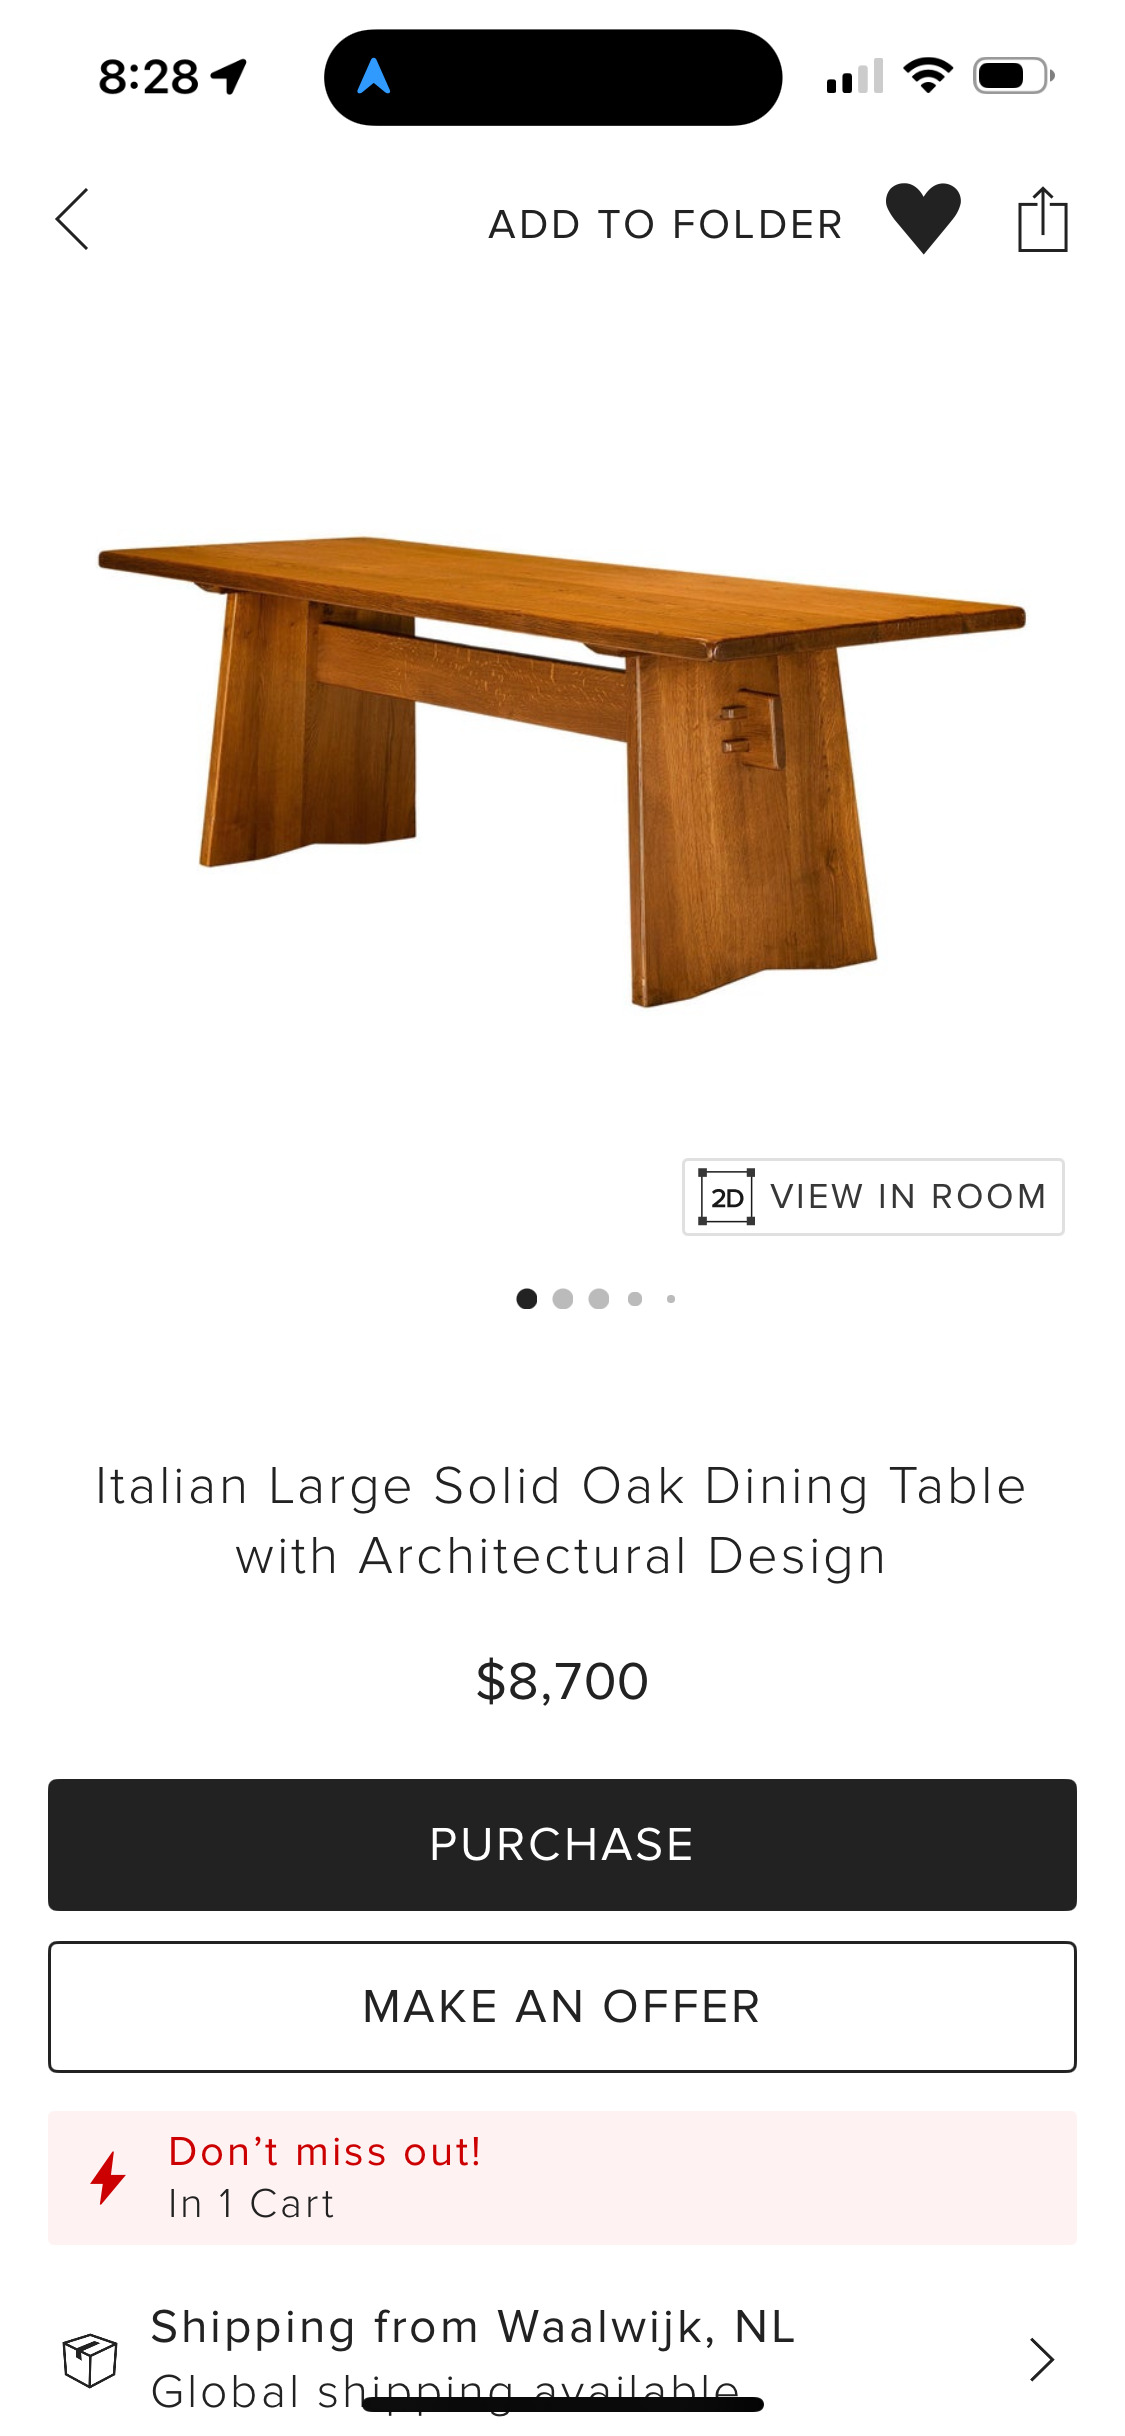 8:28
ADD TO FOLDER
2D VIEW IN ROOM
Italian Large Solid Oak Dining Table
with Architectural Design
$8,700
PURCHASE
MAKE AN OFFER
Don’t miss out!
In 1 Cart
Shipping from Waalwijk, NL
Global shipping available